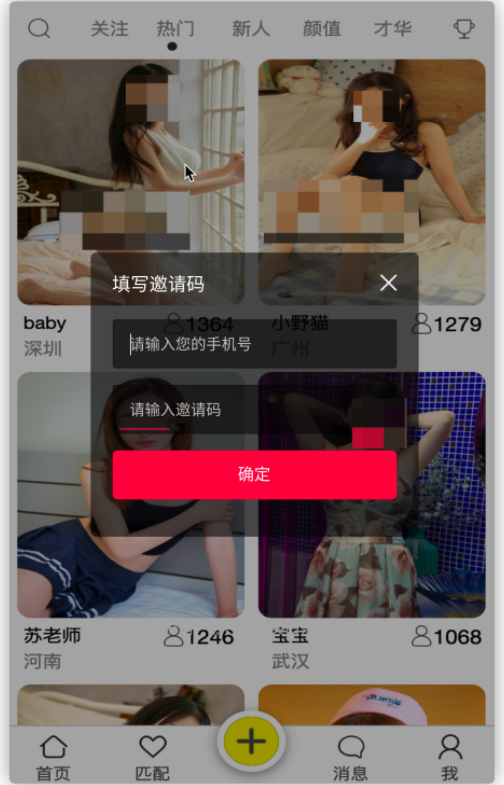 关注 热门 新人 颜值 才华
填写邀请码
baby 1364 小野猫 1279
深圳 广州
请输入您的手机号
请输入邀请码
确定
苏老师 1246 宝宝 1068
河南 武汉
首页 匹配 消息 我